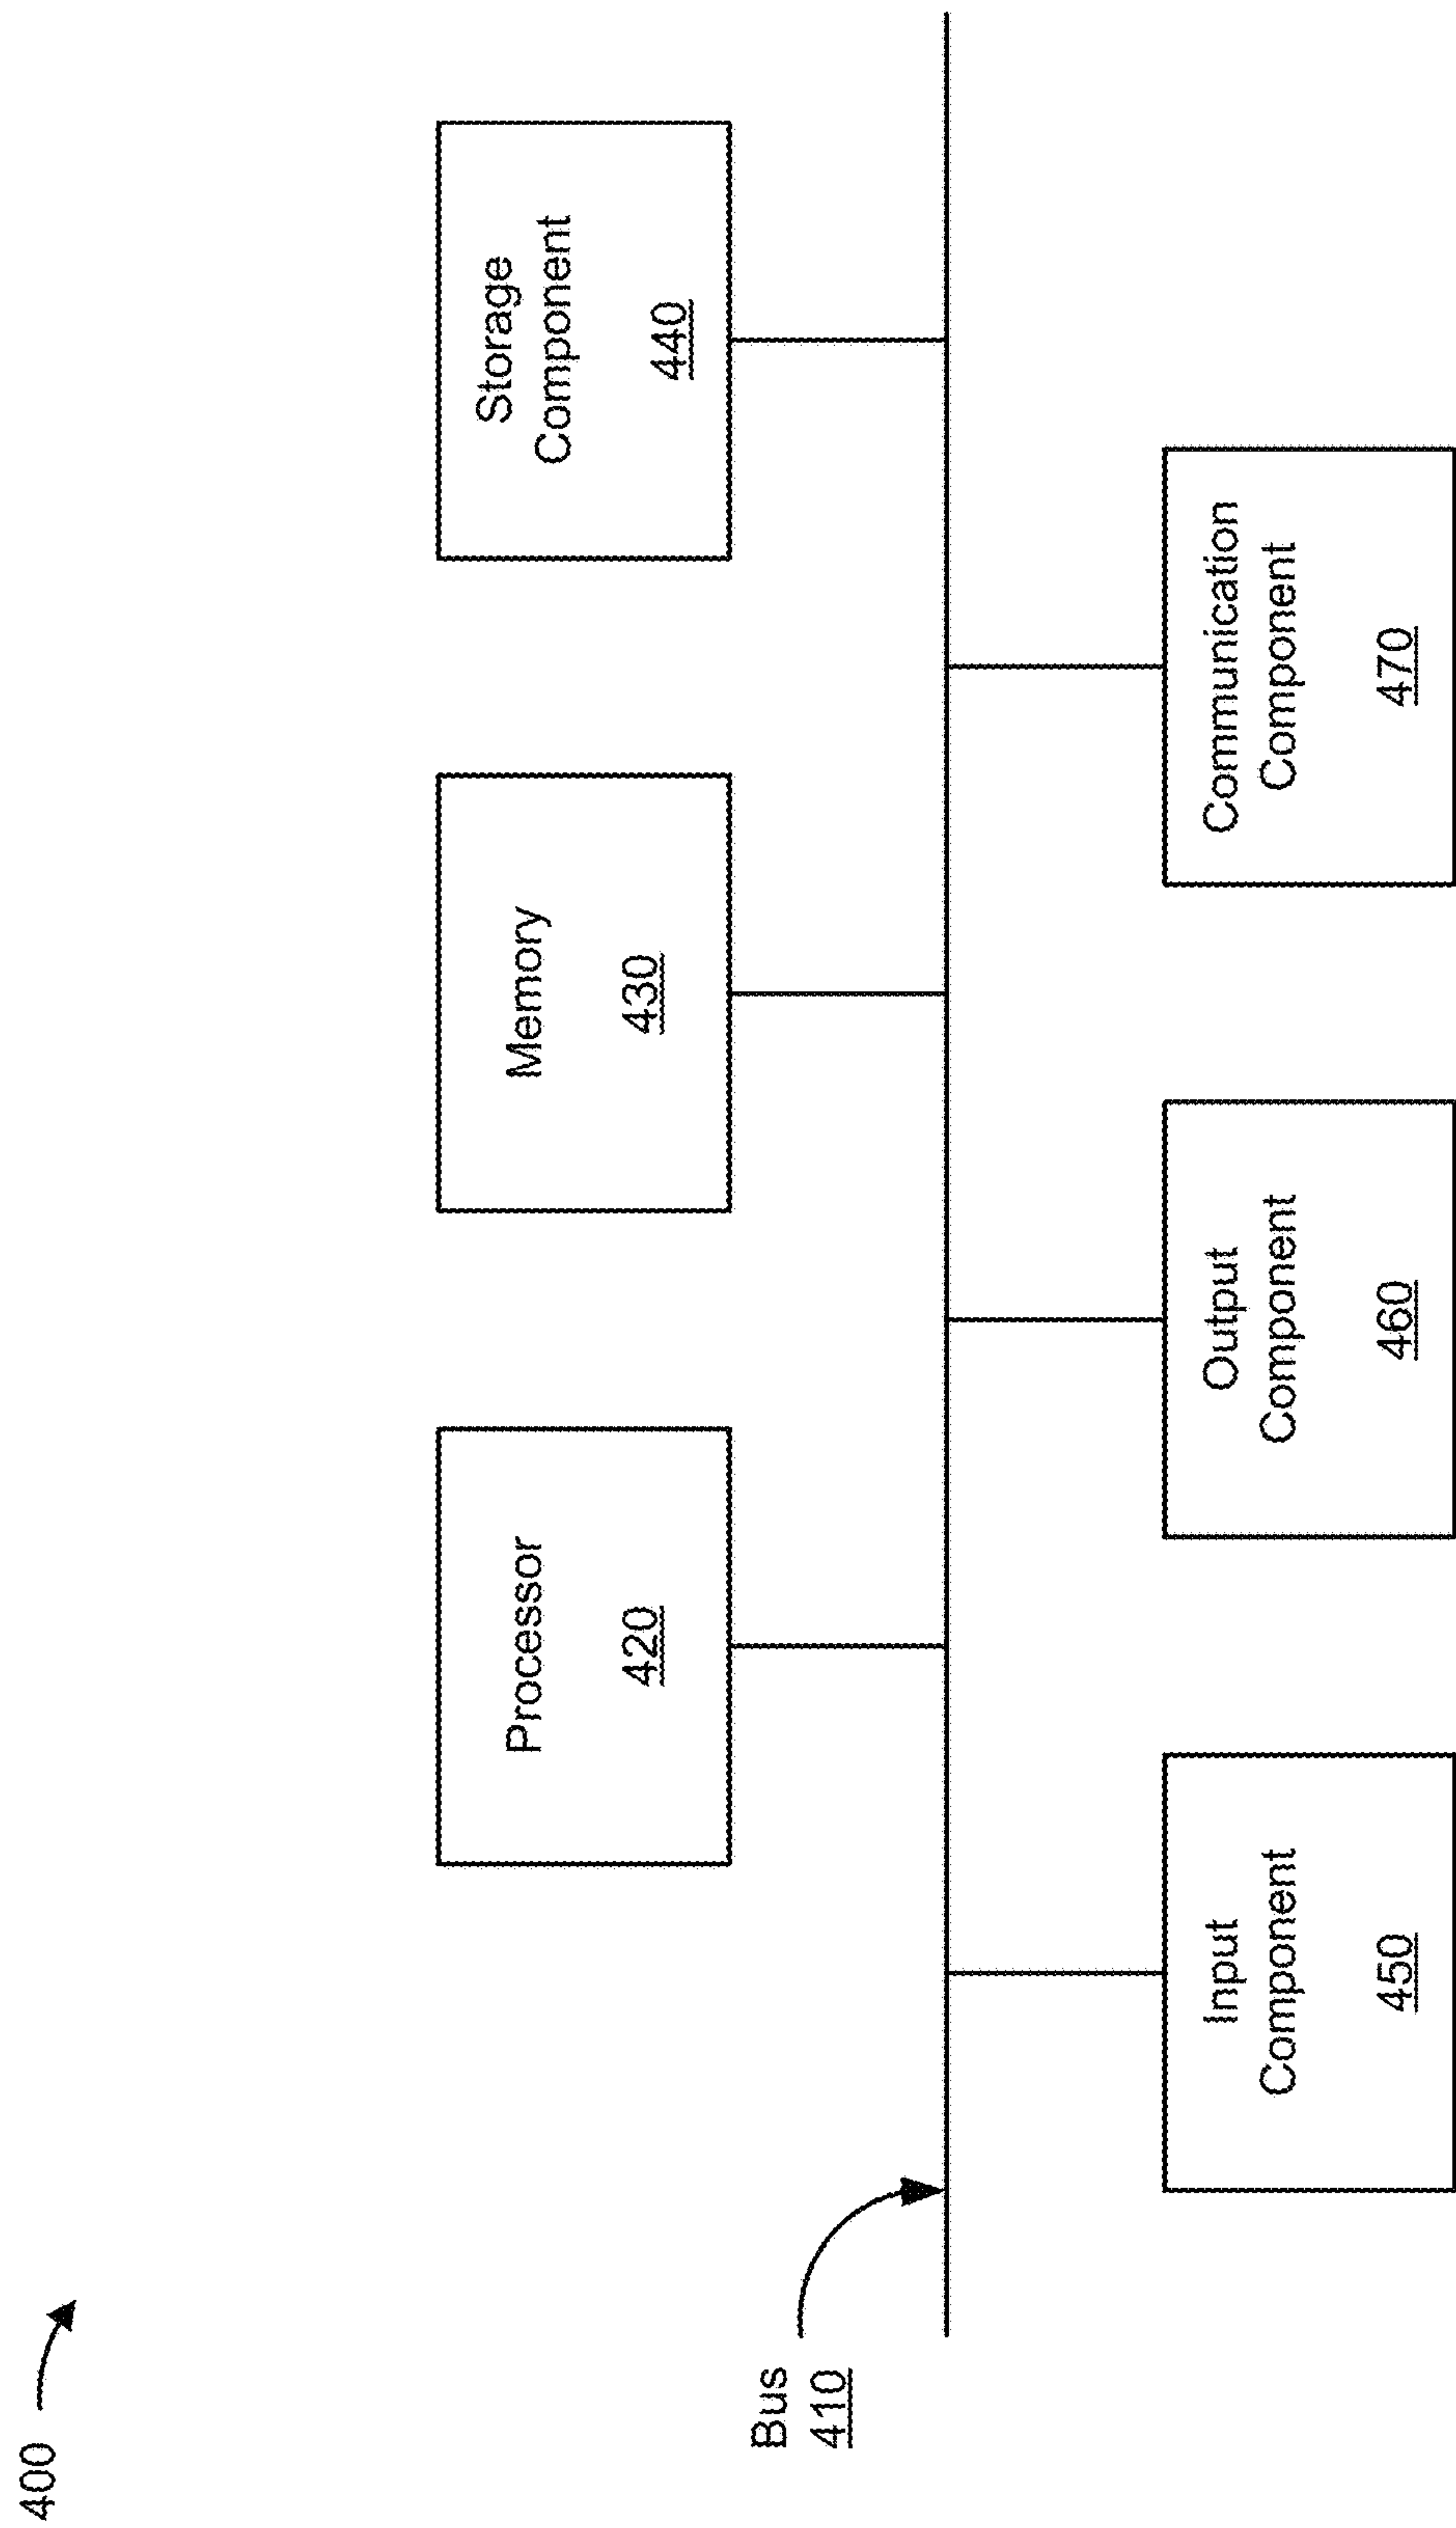 400
Processor
420
Memory
430
Storage
Component
440
Bus
410
Input
Component
450
Output
Component
460
Communication
Component
470